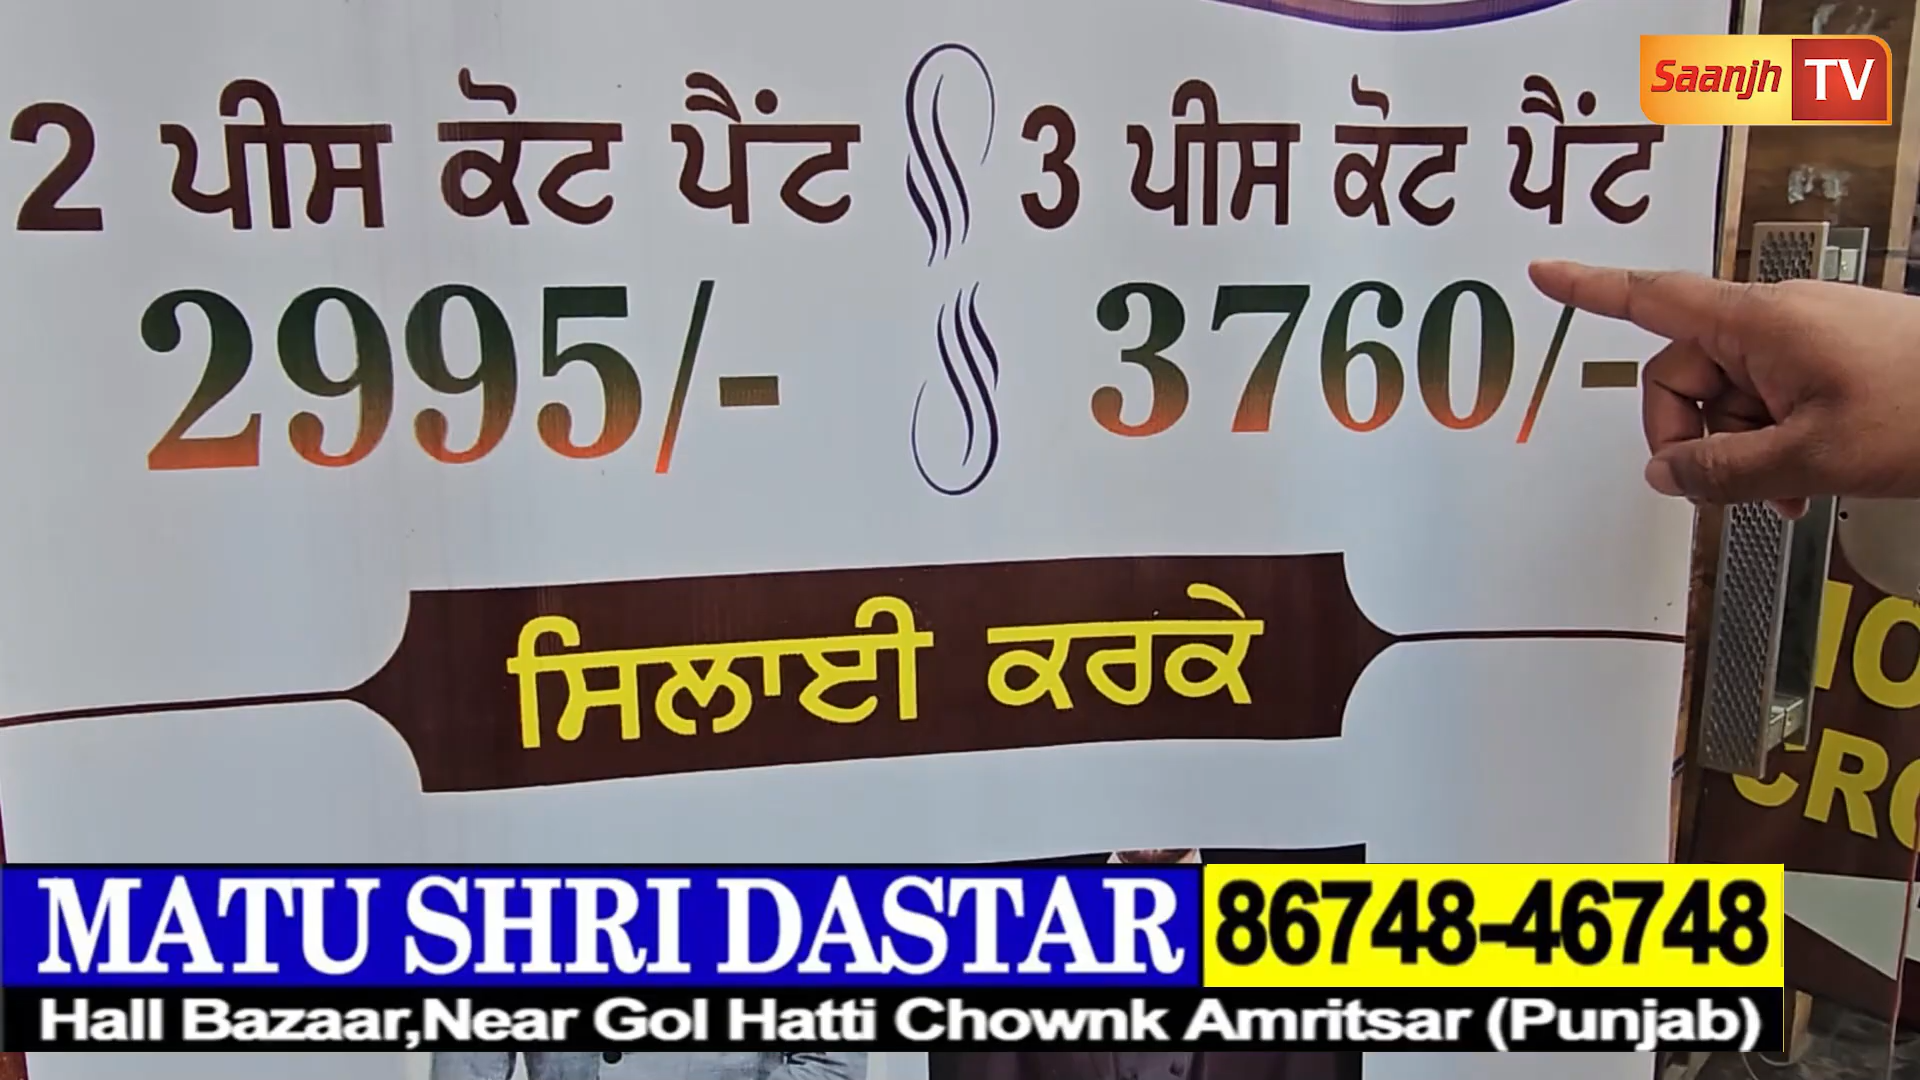 Saanjh TV
2 ਪੀਸ ਕੋਟ ਪੈਂਟ
3 ਪੀਸ ਕੋਟ ਪੈਂਟ
2995/-
3760/-
ਸਿਲਾਈ ਕਰਕੇ
MATU SHRI DASTAR
86748-46748
Hall Bazaar,Near Gol Hatti Chownk Amritsar (Punjab)